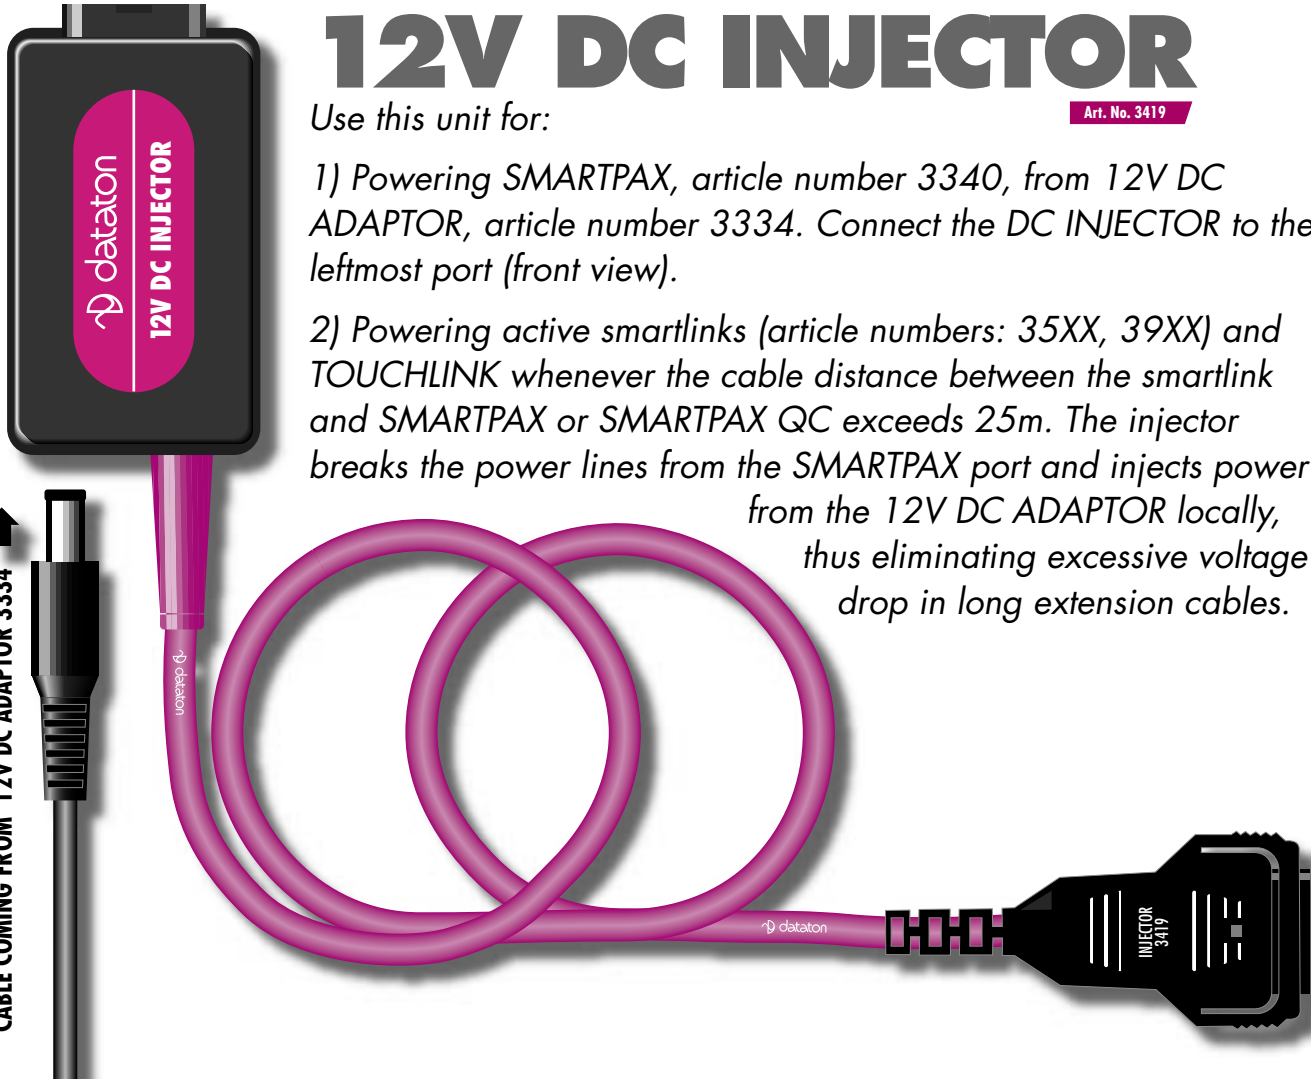 12V DC INJECTOR
Art. No. 3419
Use this unit for:
1) Powering SMARTPAX, article number 3340, from 12V DC
ADAPTOR, article number 3334. Connect the DC INJECTOR to the
leftmost port (front view).
2) Powering active smartlinks (article numbers: 35XX, 39XX) and
TOUCHLINK whenever the cable distance between the smartlink
and SMARTPAX or SMARTPAX QC exceeds 25m. The injector
breaks the power lines from the SMARTPAX port and injects power
from the 12V DC ADAPTOR locally,
thus eliminating excessive voltage
drop in long extension cables.
dataton
12V DC INJECTOR
CABLE COMING FROM 12V DC ADAPTOR 3334
dataton
dataton
INJECTOR
3419